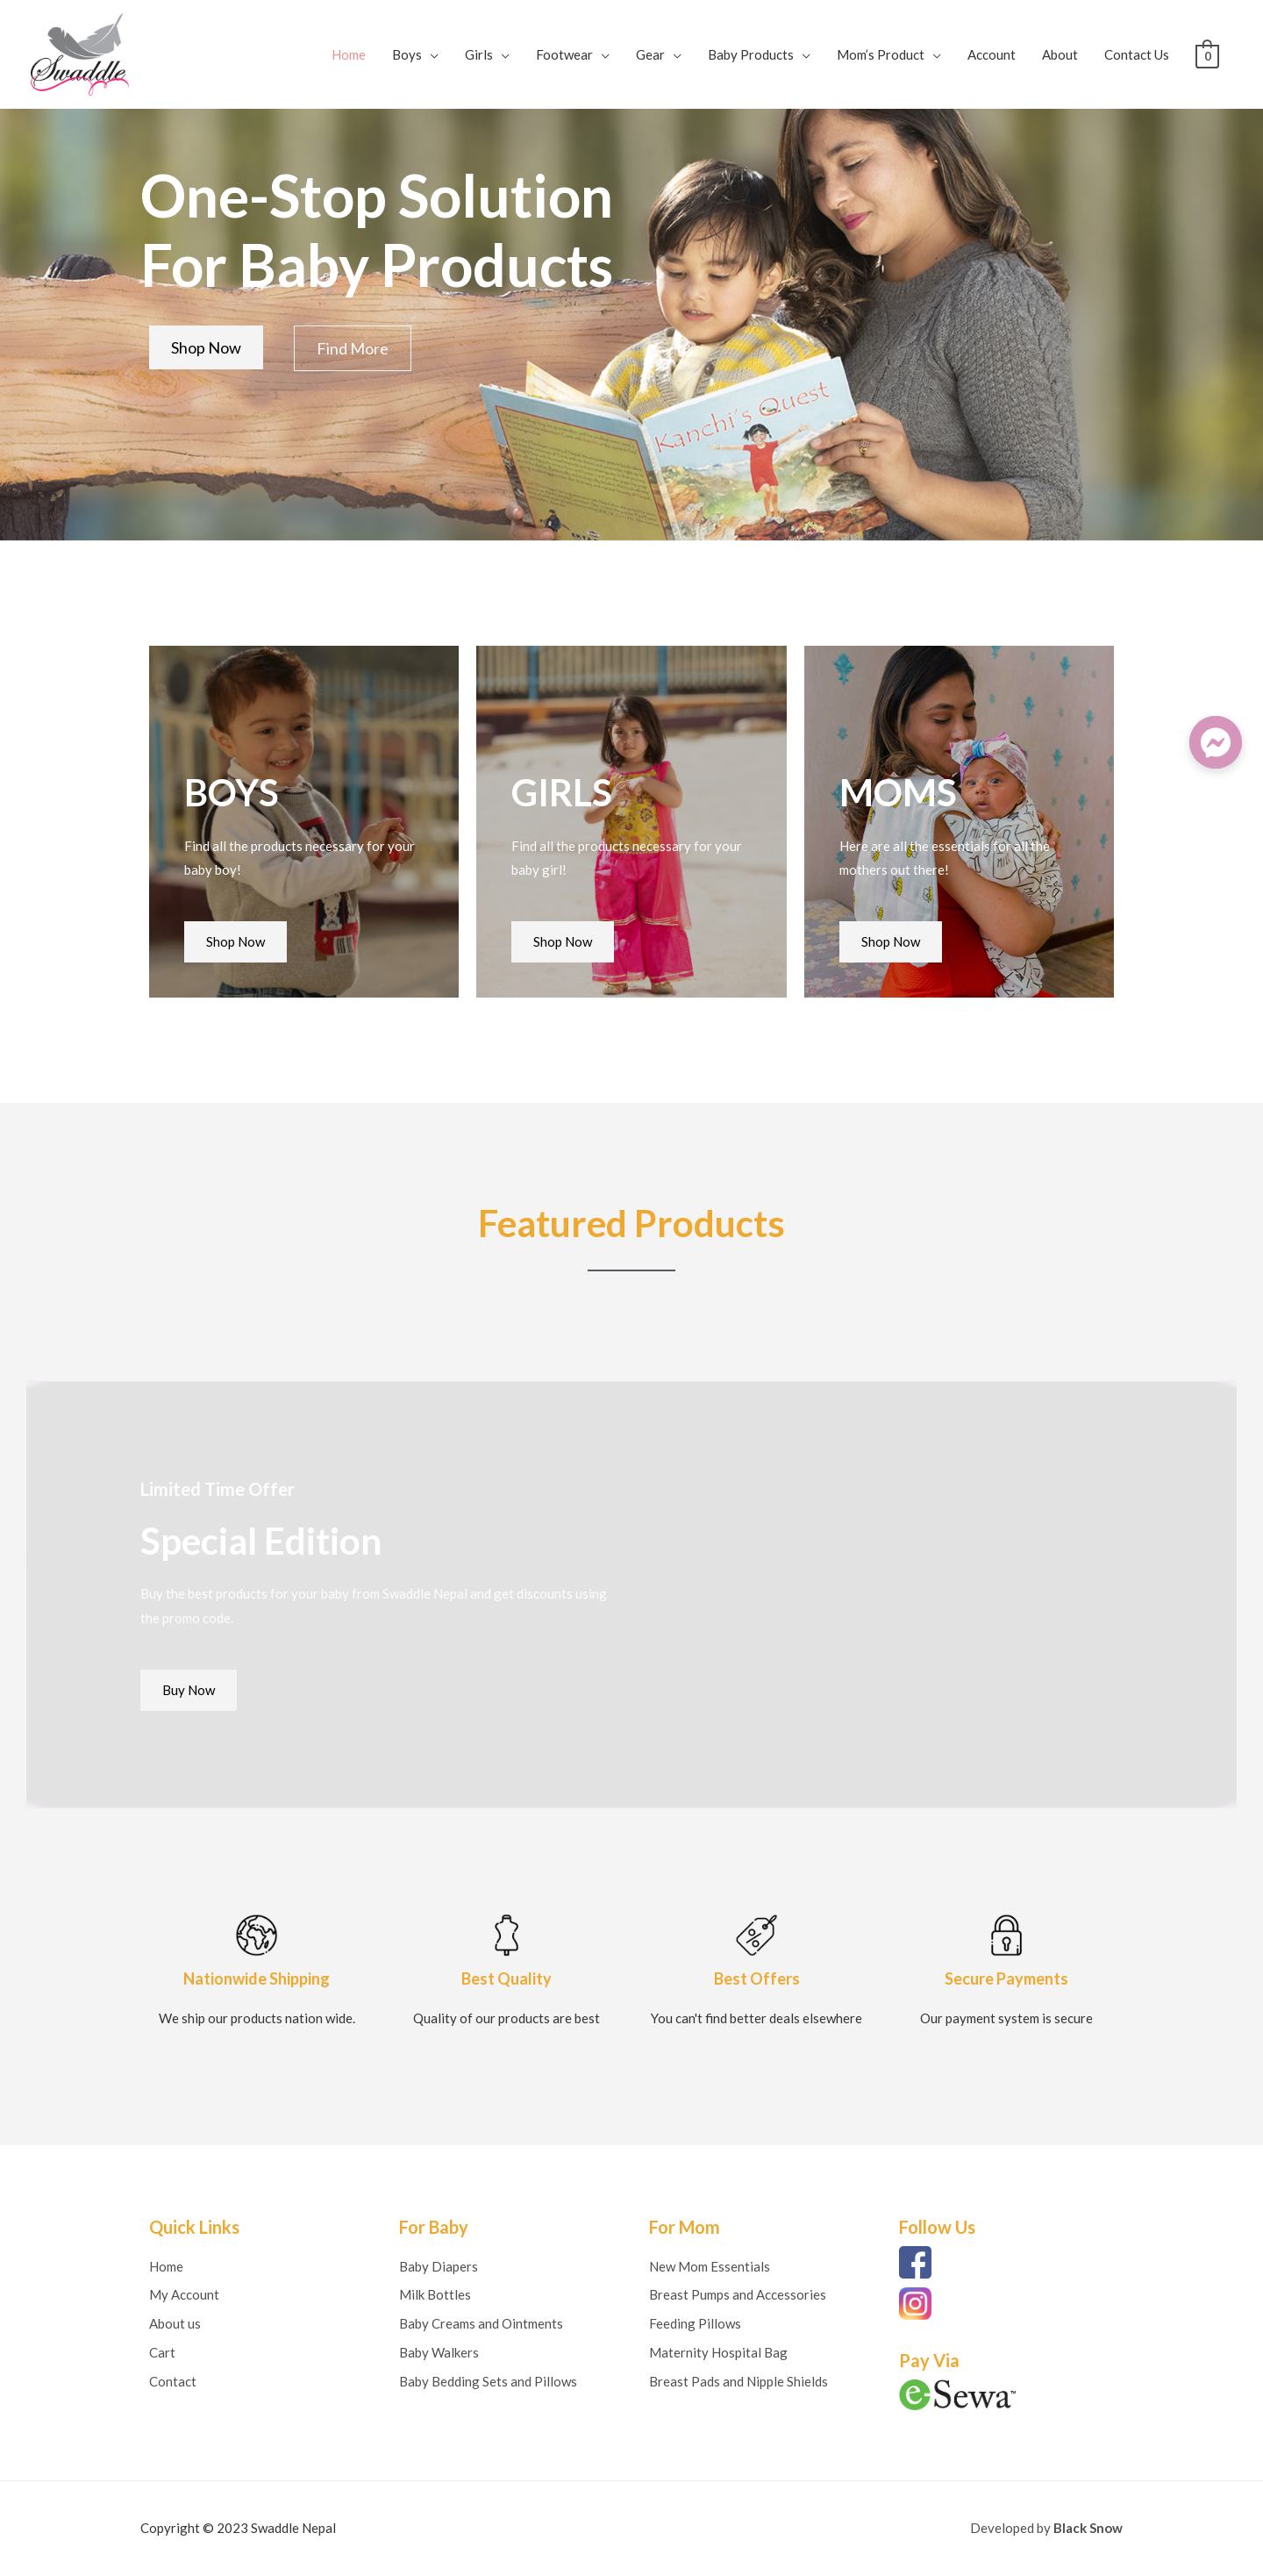 Swaddle
Home Boys Girls Footwear Gear Baby Products Mom's Product Account About Contact Us 0
One-Stop Solution
For Baby Products
Shop Now Find More
Kanchi's Quest
BOYS
Find all the products necessary for your
baby boy!
Shop Now
GIRLS
Find all the products necessary for your
baby girl!
Shop Now
MOMS
Here are all the essentials for all the
mothers out there!
Shop Now
Featured Products
Limited Time Offer
Special Edition
Buy the best products for your baby from Swaddle Nepal and get discounts using
the promo code.
Buy Now
Nationwide Shipping
We ship our products nation wide.
Best Quality
Quality of our products are best
Best Offers
You can't find better deals elsewhere
Secure Payments
Our payment system is secure
Quick Links
Home
My Account
About us
Cart
Contact
For Baby
Baby Diapers
Milk Bottles
Baby Creams and Ointments
Baby Walkers
Baby Bedding Sets and Pillows
For Mom
New Mom Essentials
Breast Pumps and Accessories
Feeding Pillows
Maternity Hospital Bag
Breast Pads and Nipple Shields
Follow Us
Pay Via
e-Sewa™
Copyright © 2023 Swaddle Nepal
Developed by Black Snow